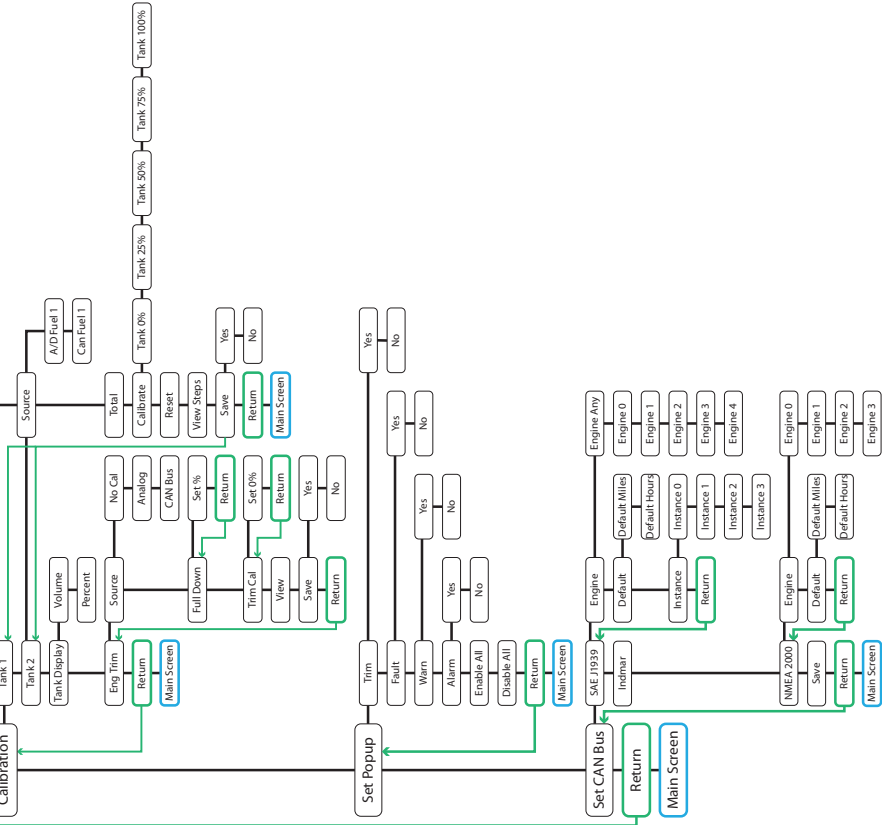 Calibration
Tank 1
Tank 2
Source
A/D Fuel 1
Can Fuel 1
Total
Calibrate
Tank 0%
Tank 25%
Tank 50%
Tank 75%
Tank 100%
Reset
View Steps
Save
Yes
No
Return
Main Screen
Tank Display
Volume
Percent
Eng Trim
Source
No Cal
Analog
CAN Bus
Full Down
Set %
Return
Trim Cal
Set 0%
Return
View
Save
Yes
No
Return
Return
Main Screen
Set Popup
Trim
Yes
No
Fault
Yes
No
Warn
Yes
No
Alarm
Yes
No
Enable All
Disable All
Return
Main Screen
Set CAN Bus
SAE J1939
Engine
Engine Any
Engine 0
Engine 1
Engine 2
Engine 3
Engine 4
Default
Default Miles
Default Hours
Instance
Instance 0
Instance 1
Instance 2
Instance 3
Return
Indmar
NMEA 2000
Engine
Engine 0
Engine 1
Engine 2
Engine 3
Default
Default Miles
Default Hours
Return
Save
Return
Main Screen
Return
Main Screen